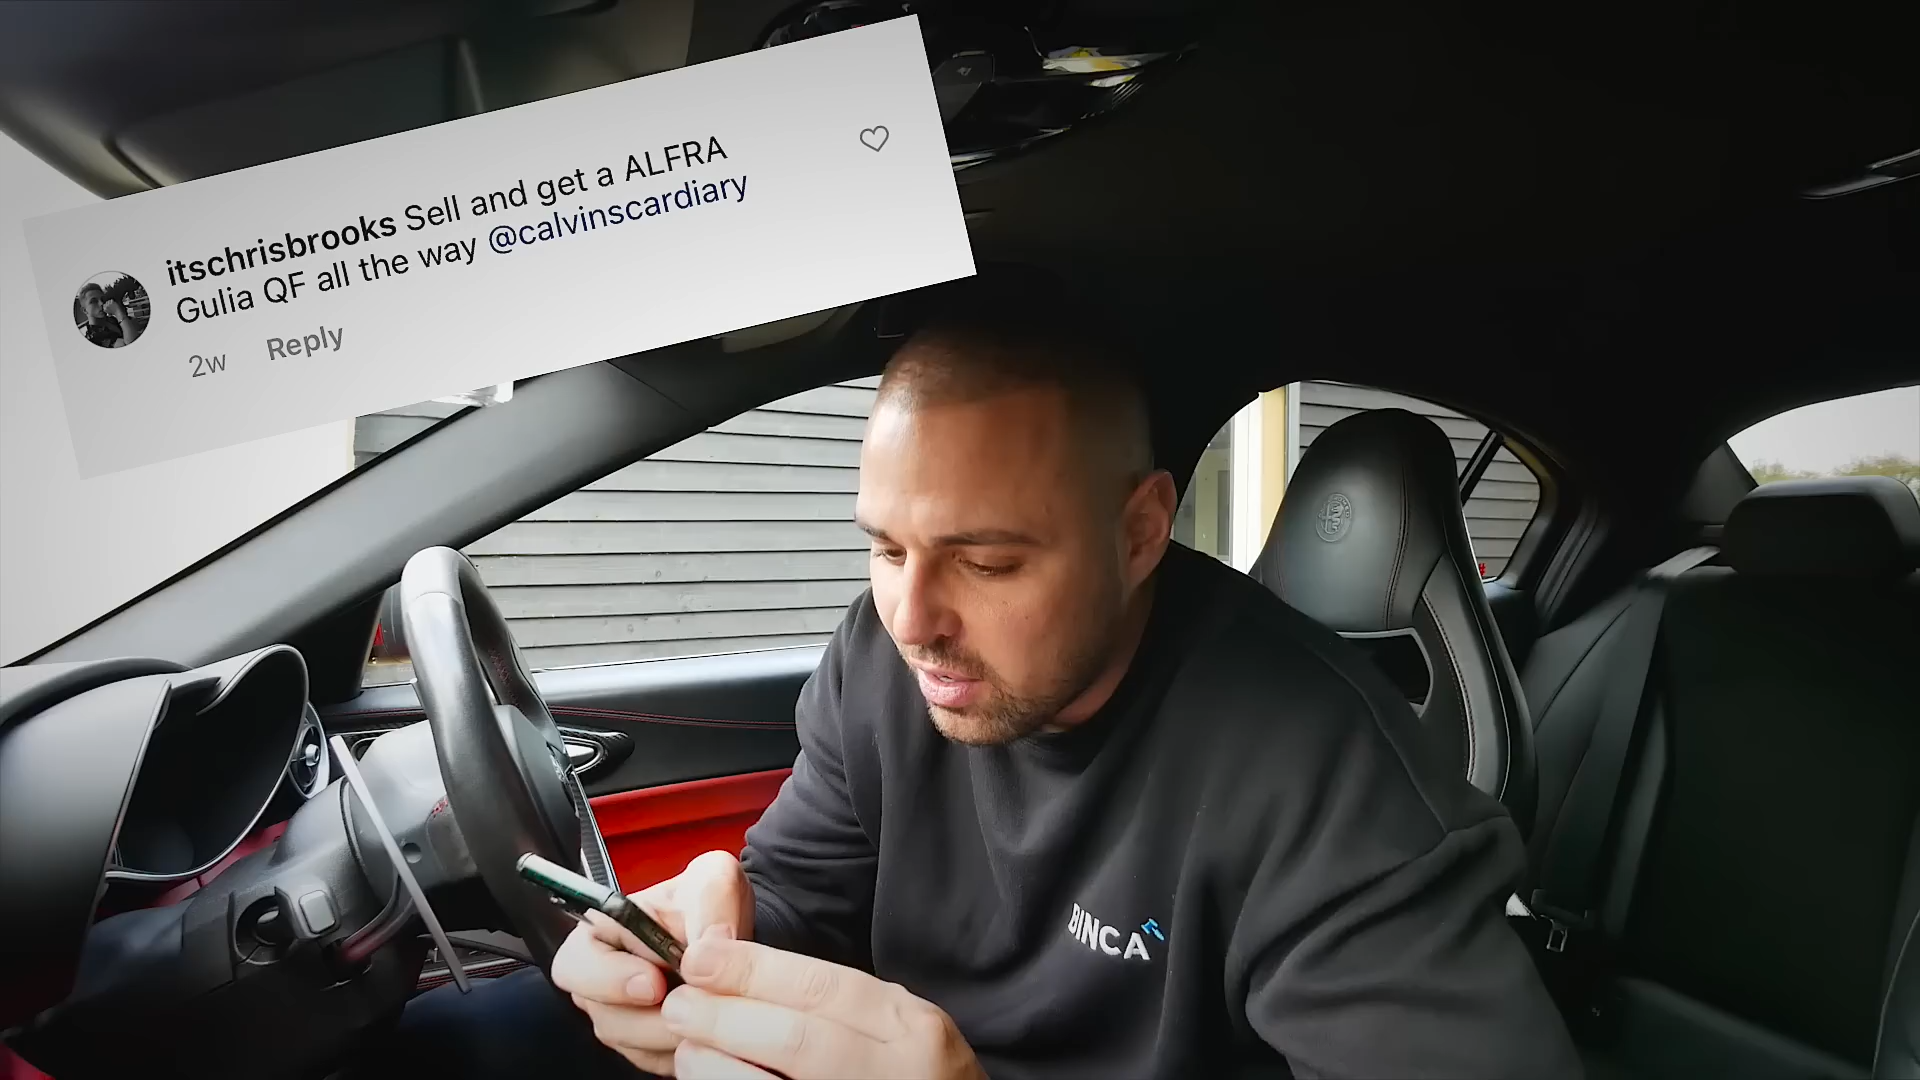 itschrisbrooks Sell and get a ALFRA
Gulia QF all the way @calvinscardiary
2w Reply
BINCA